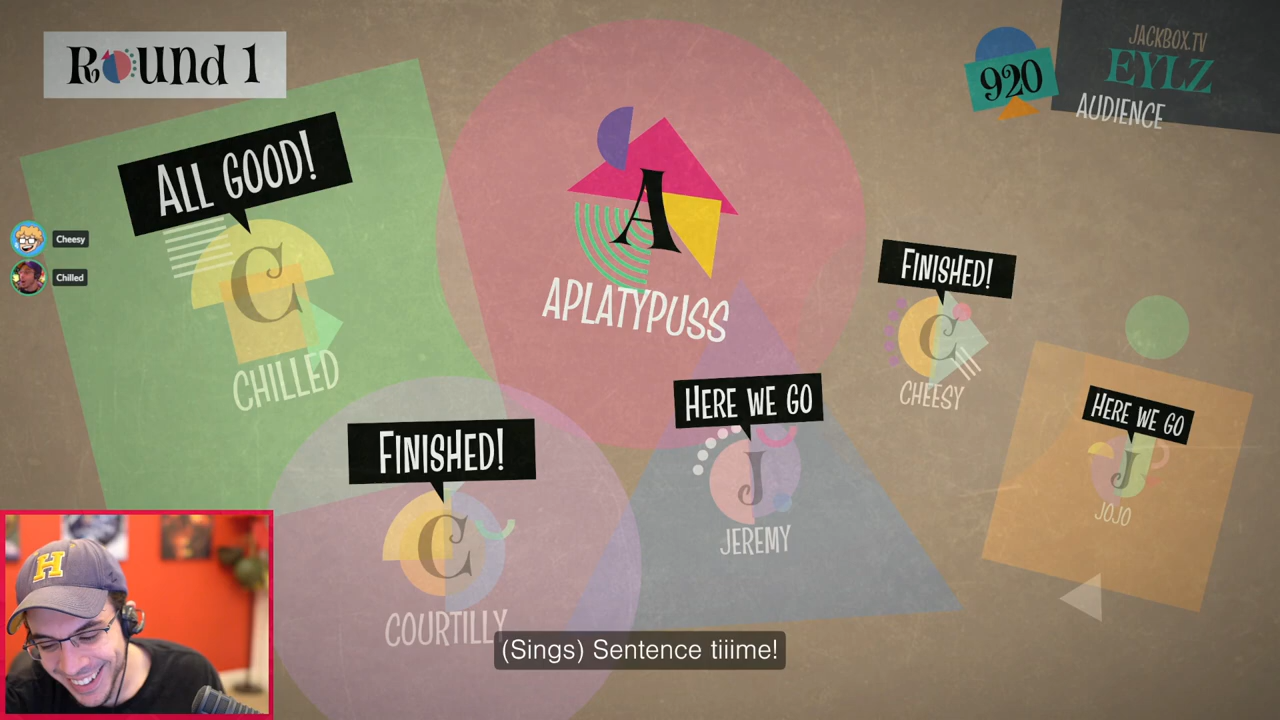 Round 1
920
JACKBOX.TV
EYLZ
AUDIENCE
ALL GOOD!
C
CHILLED
A
APLATYPUSS
FINISHED!
C
CHEESY
Cheesy
Chilled
HERE WE GO
J
JEREMY
HERE WE GO
J
JOJO
FINISHED!
C
COURTILLY
(Sings) Sentence tiiime!
H